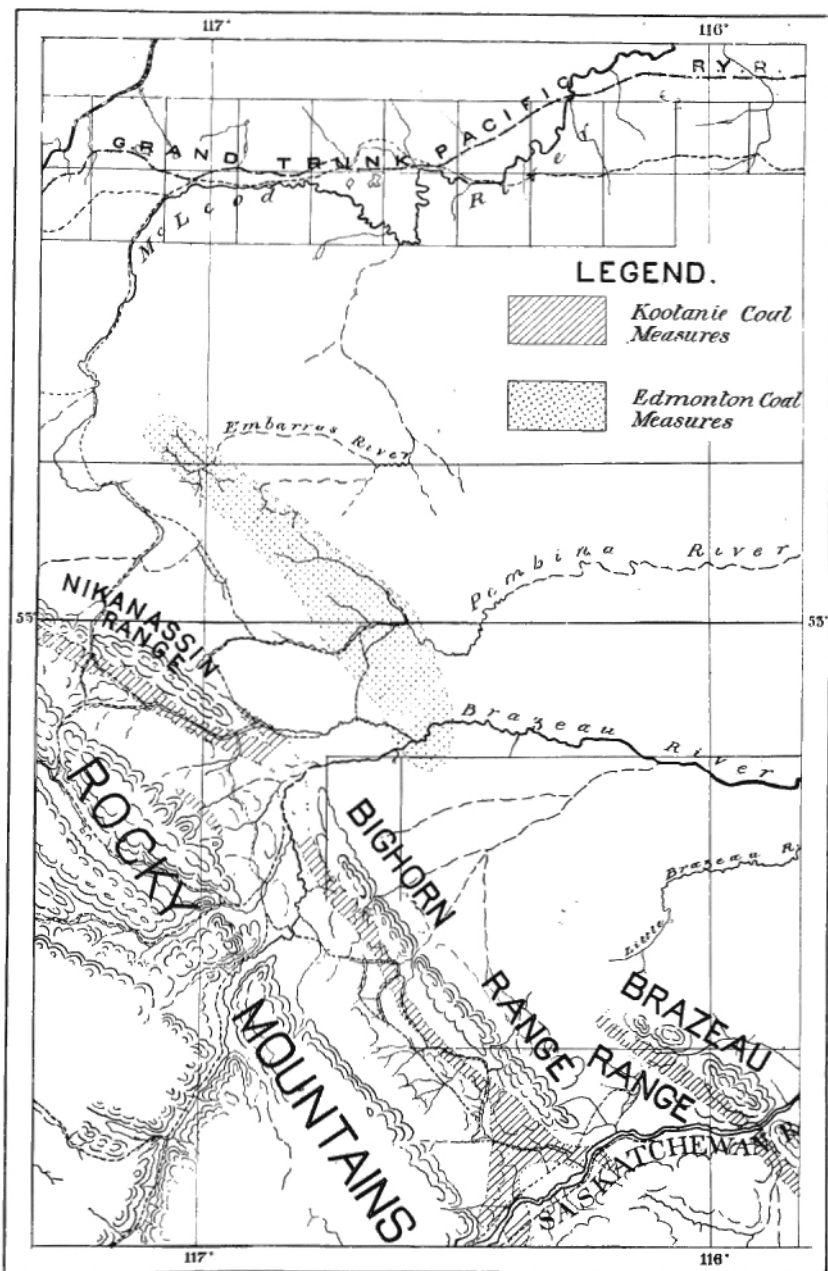 117°
116°
GRAND TRUNK PACIFIC RY. R.
McLeod River
LEGEND.
Kootanie Coal
Measures
Edmonton Coal
Measures
Embarras River
Pembina River
53°
53°
NIKANASSIN
RANGE
Brazeau River
ROCKY
MOUNTAINS
BIGHORN
RANGE
Little Brazeau R
BRAZEAU
RANGE
SASKATCHEWAN R
117°
116°